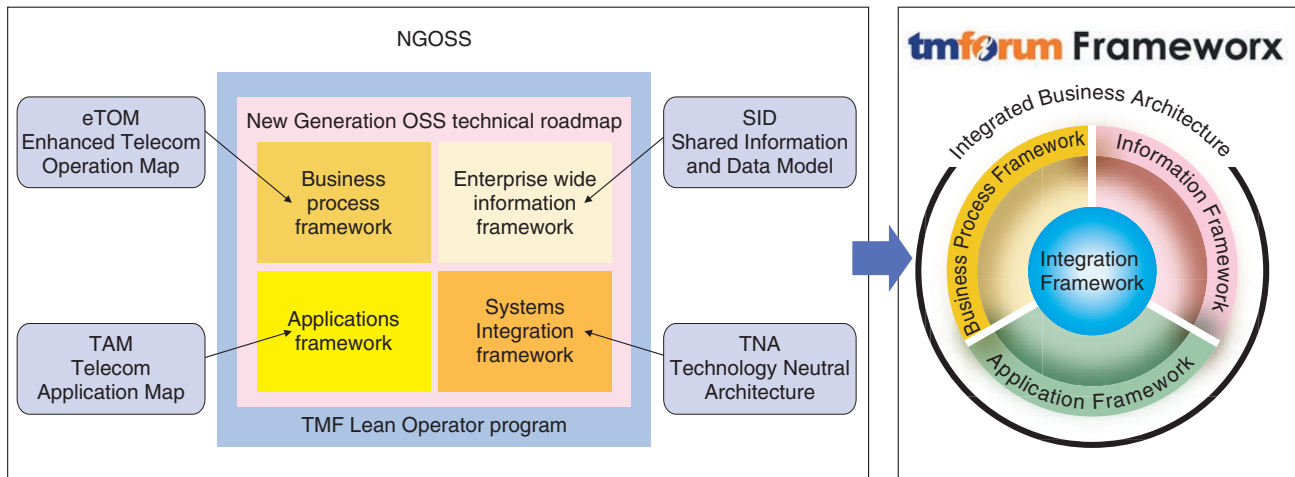 NGOSS
eTOM
Enhanced Telecom
Operation Map
SID
Shared Information
and Data Model
New Generation OSS technical roadmap
Business
process
framework
Enterprise wide
information
framework
Applications
framework
Systems
Integration
framework
TAM
Telecom
Application Map
TNA
Technology Neutral
Architecture
TMF Lean Operator program
tmforum Frameworx
Integrated Business Architecture
Business Process Framework
Information Framework
Integration
Framework
Application Framework